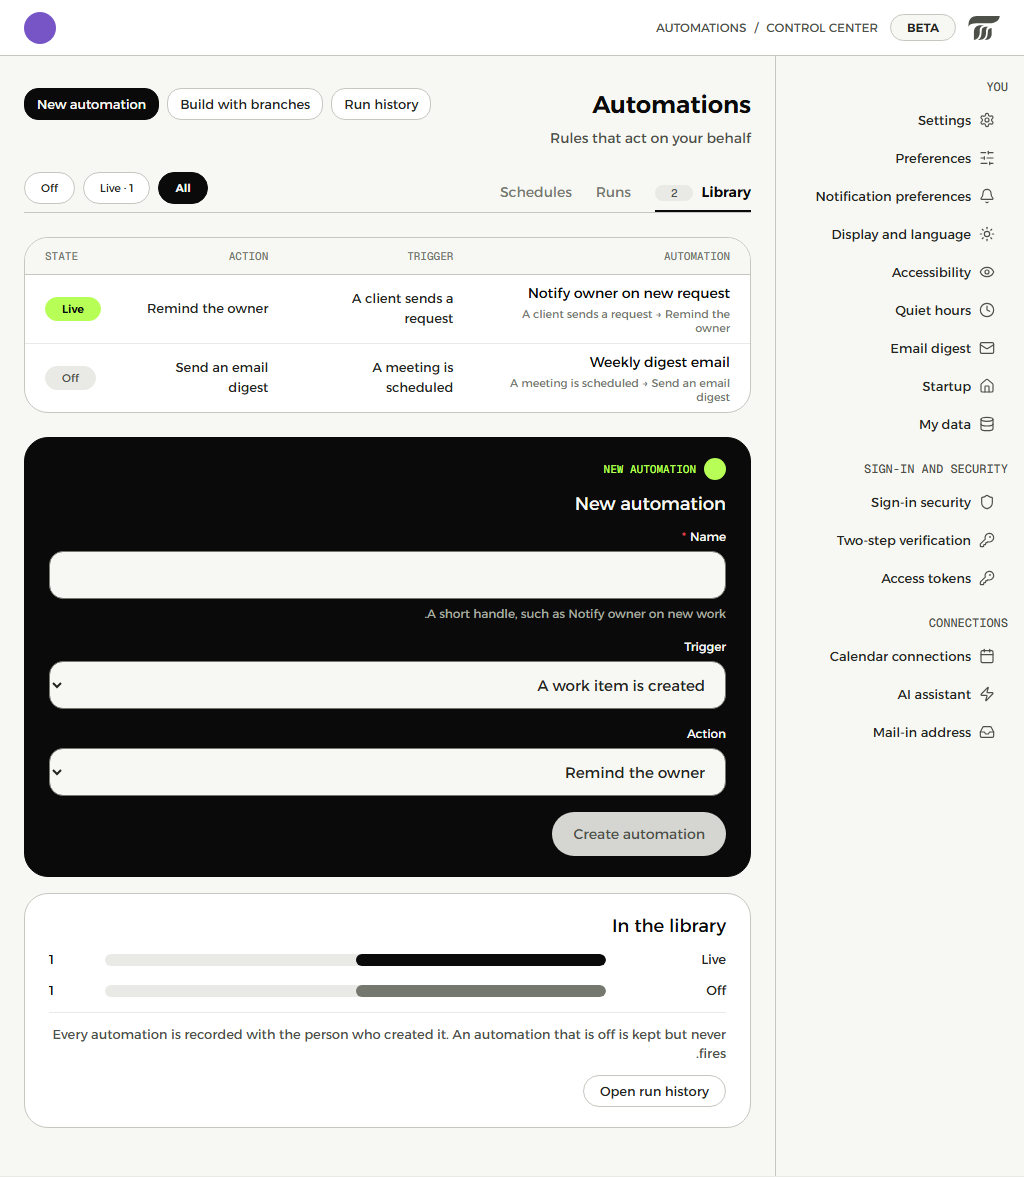 AUTOMATIONS / CONTROL CENTER BETA
YOU
Settings
Preferences
Notification preferences
Display and language
Accessibility
Quiet hours
Email digest
Startup
My data
SIGN-IN AND SECURITY
Sign-in security
Two-step verification
Access tokens
CONNECTIONS
Calendar connections
AI assistant
Mail-in address
Automations
Rules that act on your behalf
New automation Build with branches Run history
Library 2 Runs Schedules
All Live · 1 Off
AUTOMATION TRIGGER ACTION STATE
Notify owner on new request
A client sends a request → Remind the
owner
A client sends a
request
Remind the owner
Live
Weekly digest email
A meeting is scheduled → Send an email
digest
A meeting is
scheduled
Send an email
digest
Off
NEW AUTOMATION
New automation
Name *
.A short handle, such as Notify owner on new work
Trigger
A work item is created
Action
Remind the owner
Create automation
In the library
Live 1
Off 1
Every automation is recorded with the person who created it. An automation that is off is kept but never
.fires
Open run history